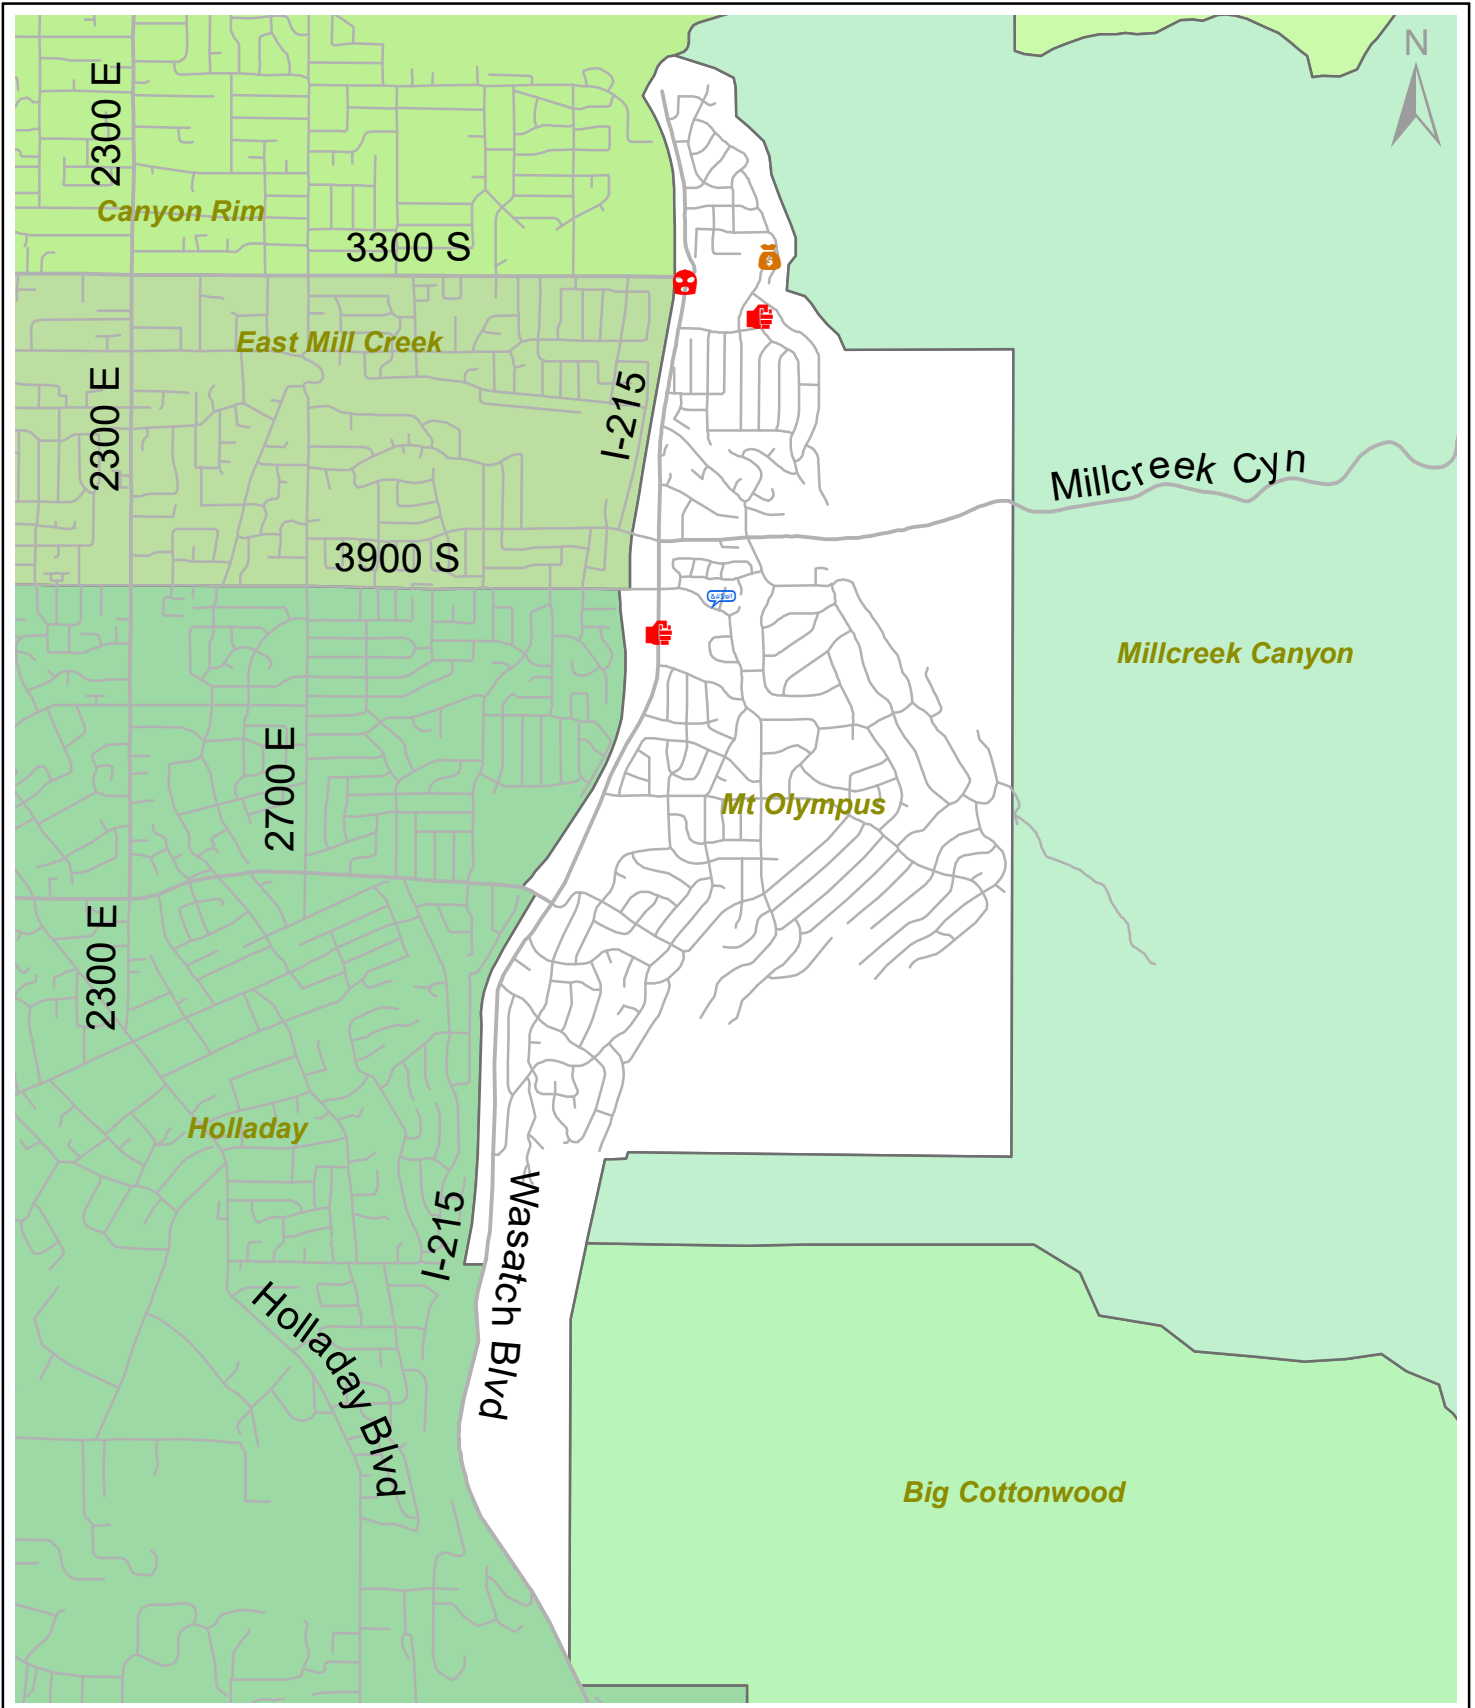 N
2300 E
Canyon Rim
3300 S
$
East Mill Creek
I-215
2300 E
Millcreek Cyn
3900 S
Millcreek Canyon
2700 E
Mt Olympus
2300 E
Holladay
I-215
Wasatch Blvd
Holladay Blvd
Big Cottonwood